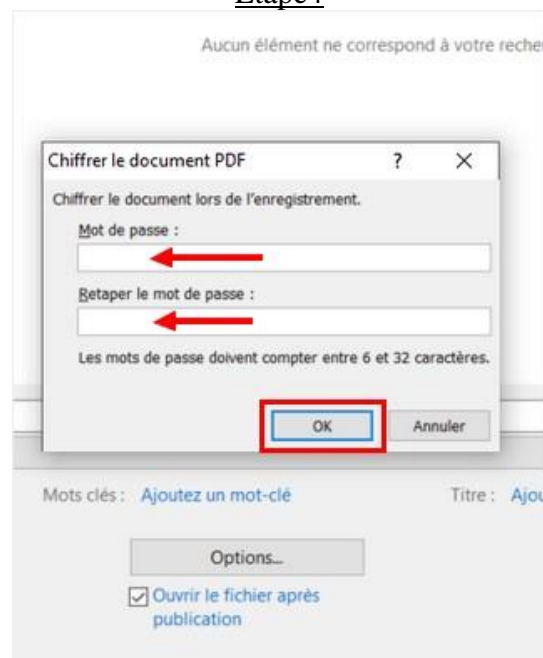 Aucun élément ne correspond à votre recher
Chiffrer le document PDF ? X
Chiffrer le document lors de l'enregistrement.
Mot de passe :
Retaper le mot de passe :
Les mots de passe doivent compter entre 6 et 32 caractères.
OK Annuler
Mots clés : Ajoutez un mot-clé Titre : Ajou
Options...
Ouvrir le fichier après
publication